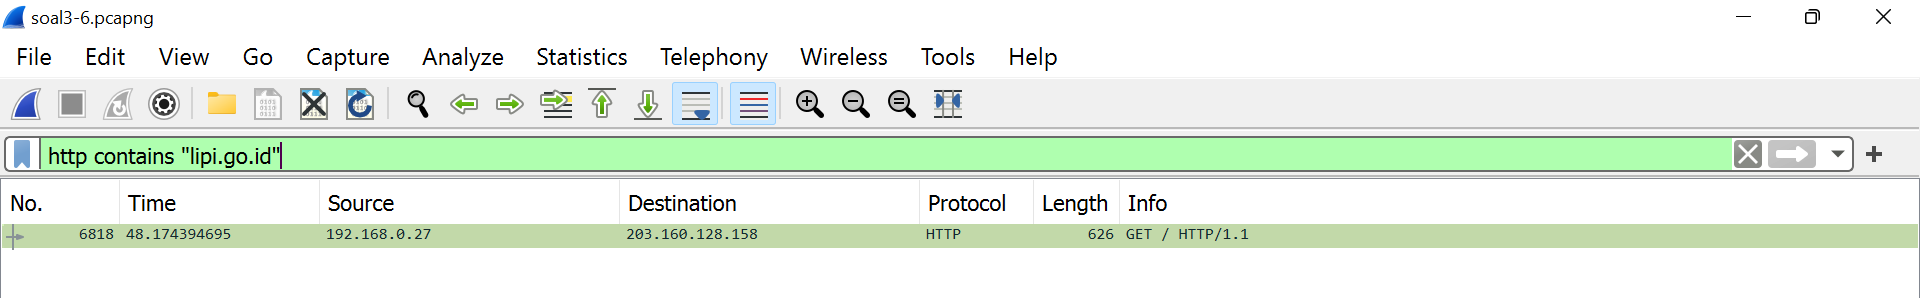 soal3-6.pcapng
File Edit View Go Capture Analyze Statistics Telephony Wireless Tools Help
http contains "lipi.go.id"
No. Time Source Destination Protocol Length Info
6818 48.174394695 192.168.0.27 203.160.128.158 HTTP 626 GET / HTTP/1.1